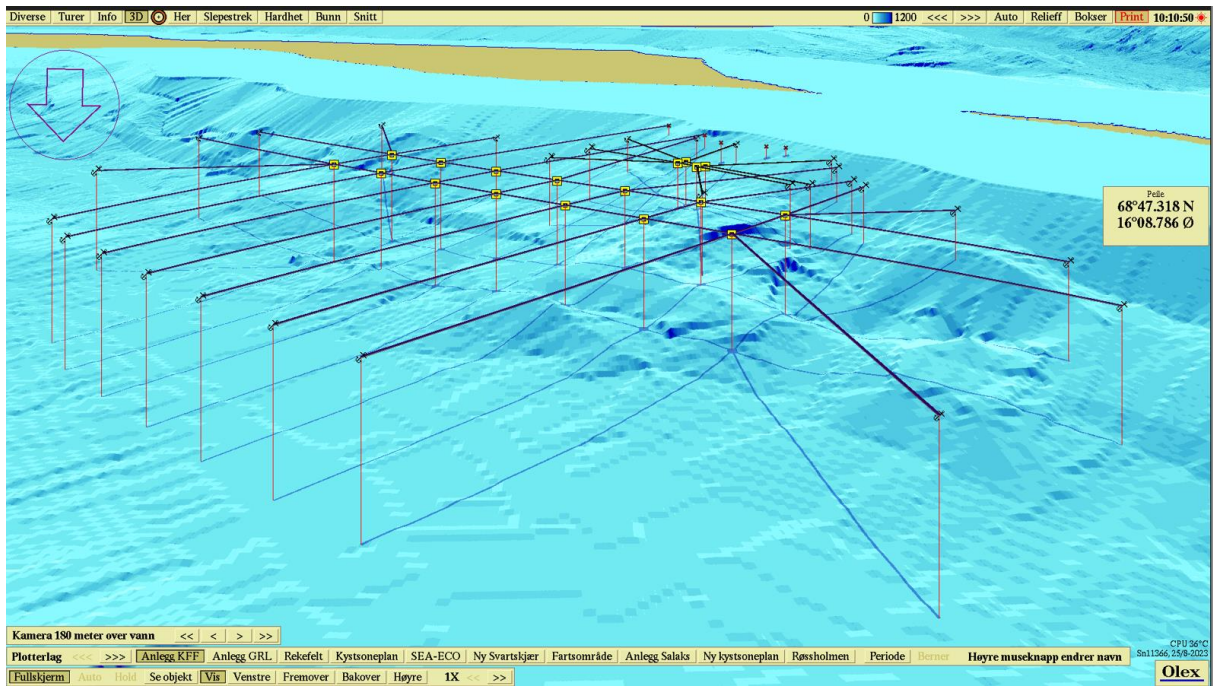 Diverse Turer Info 3D Her Slepestrek Hardhet Bunn Snitt 0 1200 <<< >>> Auto Relieff Bokser Print 10:10:50
Peile
68°47.318 N
16°08.786 Ø
Kamera 180 meter over vann << < > >>
CPU 36°C
Plotterlag <<< >>> Anlegg KFF Anlegg GRL Rekefelt Kystsoneplan SEA-ECO Ny Svartskjær Fartsområde Anlegg Salaks Ny kystsoneplan Røssholmen Periode Berner Høyre museknapp endrer navn Sn11366, 25/8-2023
Fullskjerm Auto Hold Se objekt Vis Venstre Fremover Bakover Høyre 1X << >> Olex